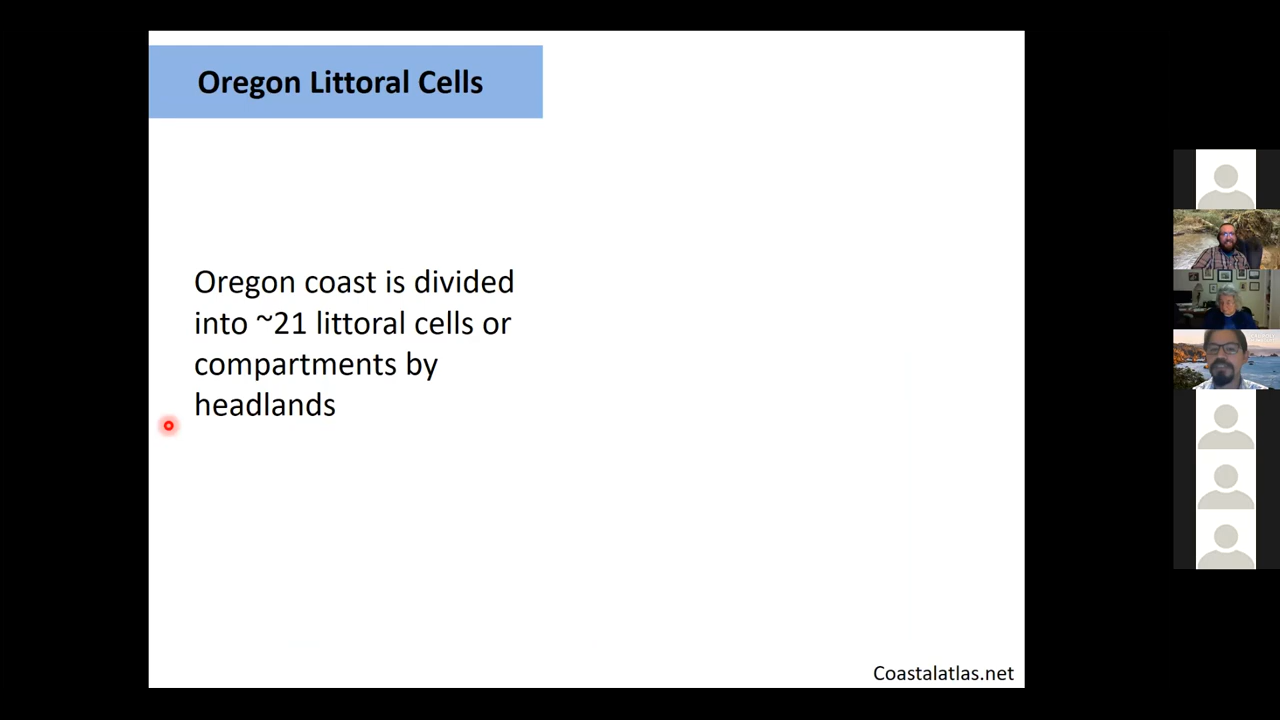 Oregon Littoral Cells
Oregon coast is divided
into ~21 littoral cells or
compartments by
headlands
Coastalatlas.net